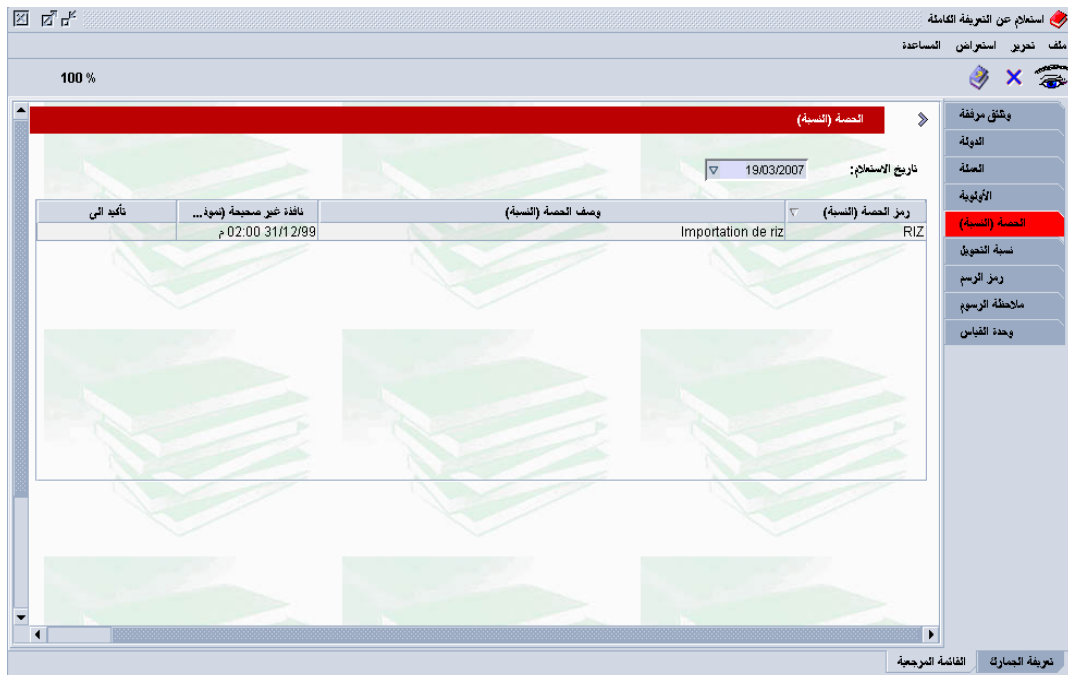 استعلام عن التعريفة الكاملة
ملف تحرير استعراض المساعدة
100 %
الحصة (النسبة)
تاريخ الاستعلام: 19/03/2007
رمز الحصة (النسبة) وصف الحصة (النسبة) نافذة غير صحيحة (نموذ... تأكيد الى
RIZ Importation de riz 31/12/99 02:00 م
وثائق مرفقة
الدولة
العملة
الأولوية
الحصة (النسبة)
نسبة التحويل
رمز الرسم
ملاحظة الرسوم
وحدة القياس
تعريفة الجمارك القائمة المرجعية